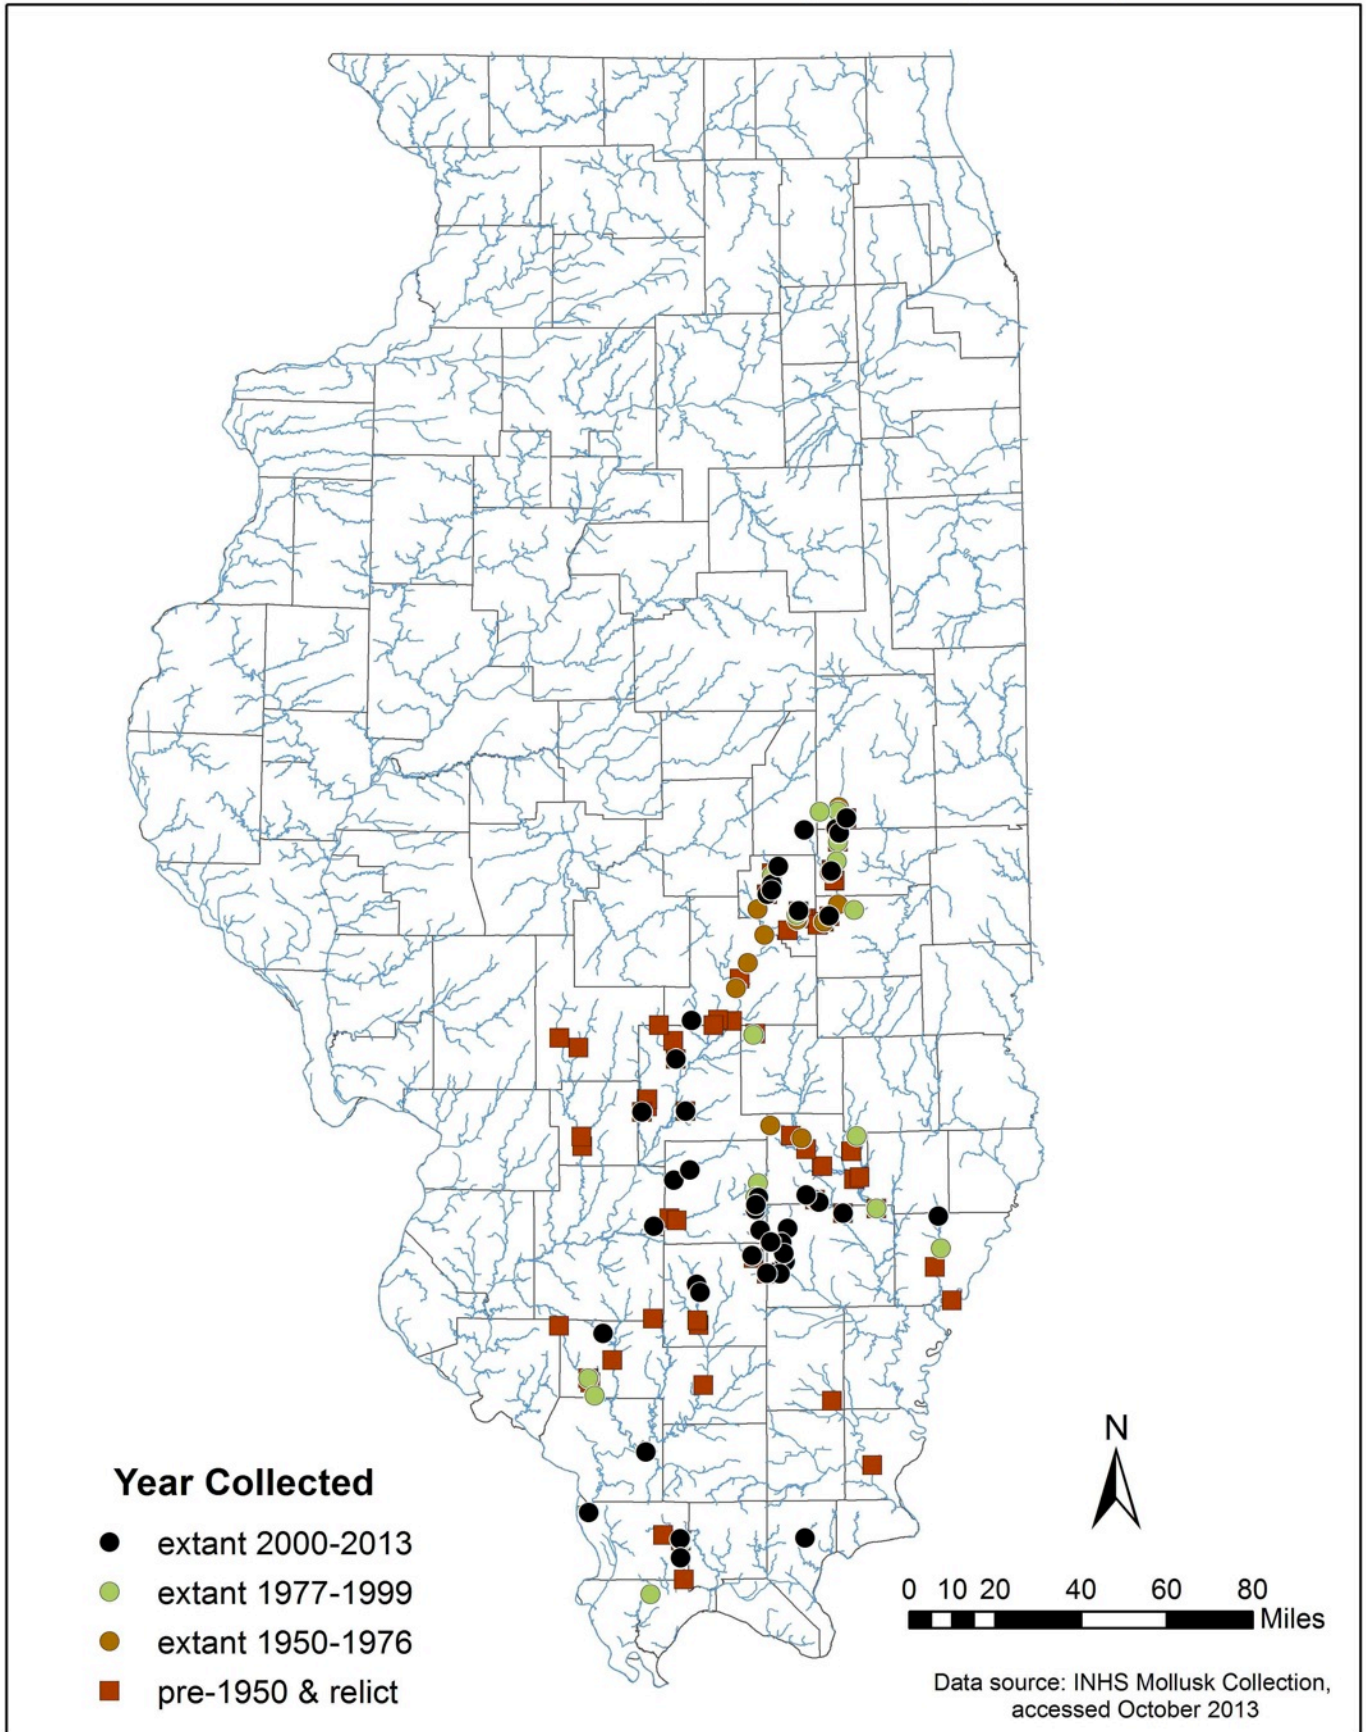 N
Year Collected
extant 2000-2013
extant 1977-1999
extant 1950-1976
pre-1950 & relict
0 10 20 40 60 80
Miles
Data source: INHS Mollusk Collection,
accessed October 2013